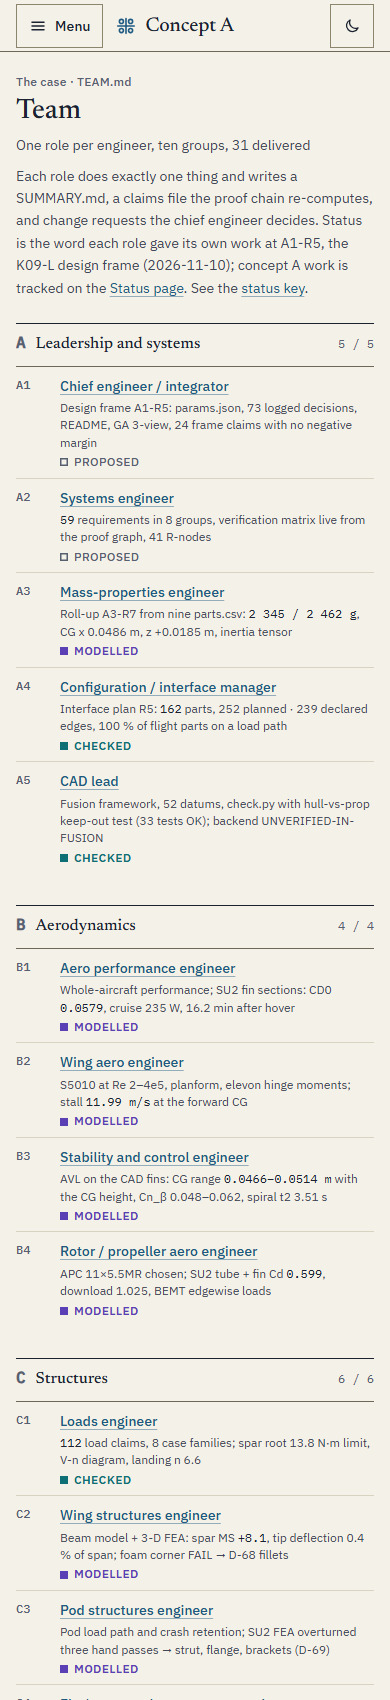 Menu
Concept A
The case · TEAM.md
Team
One role per engineer, ten groups, 31 delivered
Each role does exactly one thing and writes a
SUMMARY.md, a claims file the proof chain re-computes,
and change requests the chief engineer decides. Status
is the word each role gave its own work at A1-R5, the
K09-L design frame (2026-11-10); concept A work is
tracked on the Status page. See the status key.
A Leadership and systems 5 / 5
A1 Chief engineer / integrator
Design frame A1-R5: params.json, 73 logged decisions,
README, GA 3-view, 24 frame claims with no negative
margin
PROPOSED
A2 Systems engineer
59 requirements in 8 groups, verification matrix live from
the proof graph, 41 R-nodes
PROPOSED
A3 Mass-properties engineer
Roll-up A3-R7 from nine parts.csv: 2 345 / 2 462 g,
CG x 0.0486 m, z +0.0185 m, inertia tensor
MODELLED
A4 Configuration / interface manager
Interface plan R5: 162 parts, 252 planned · 239 declared
edges, 100 % of flight parts on a load path
CHECKED
A5 CAD lead
Fusion framework, 52 datums, check.py with hull-vs-prop
keep-out test (33 tests OK); backend UNVERIFIED-IN-
FUSION
CHECKED
B Aerodynamics 4 / 4
B1 Aero performance engineer
Whole-aircraft performance; SU2 fin sections: CD0
0.0579, cruise 235 W, 16.2 min after hover
MODELLED
B2 Wing aero engineer
S5010 at Re 2–4e5, planform, elevon hinge moments;
stall 11.99 m/s at the forward CG
MODELLED
B3 Stability and control engineer
AVL on the CAD fins: CG range 0.0466–0.0514 m with
the CG height, Cn_β 0.048–0.062, spiral t2 3.51 s
MODELLED
B4 Rotor / propeller aero engineer
APC 11×5.5MR chosen; SU2 tube + fin Cd 0.599,
download 1.025, BEMT edgewise loads
MODELLED
C Structures 6 / 6
C1 Loads engineer
112 load claims, 8 case families; spar root 13.8 N·m limit,
V-n diagram, landing n 6.6
CHECKED
C2 Wing structures engineer
Beam model + 3-D FEA: spar MS +8.1, tip deflection 0.4
% of span; foam corner FAIL → D-68 fillets
MODELLED
C3 Pod structures engineer
Pod load path and crash retention; SU2 FEA overturned
three hand passes → strut, flange, brackets (D-69)
MODELLED